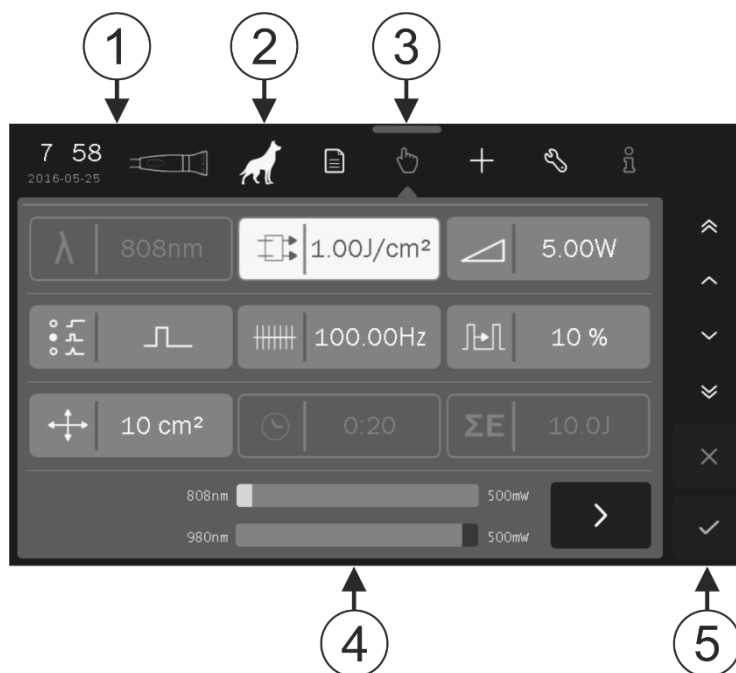 1 2 3
7 58
2016-05-25
λ 808nm 1.00J/cm² 5.00W
100.00Hz 10 %
10 cm² 0:20 ΣE 10.0J
808nm 500mW
980nm 500mW
4 5